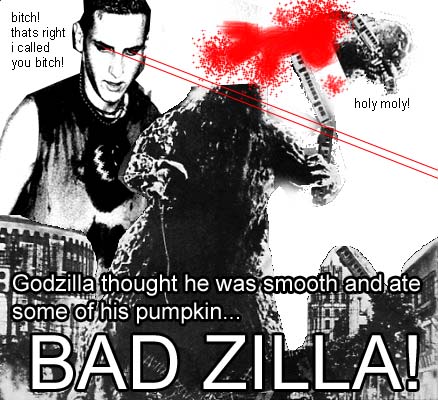 bitch!
thats right
i called
you bitch!
holy moly!
Godzilla thought he was smooth and ate
some of his pumpkin...
BAD ZILLA!